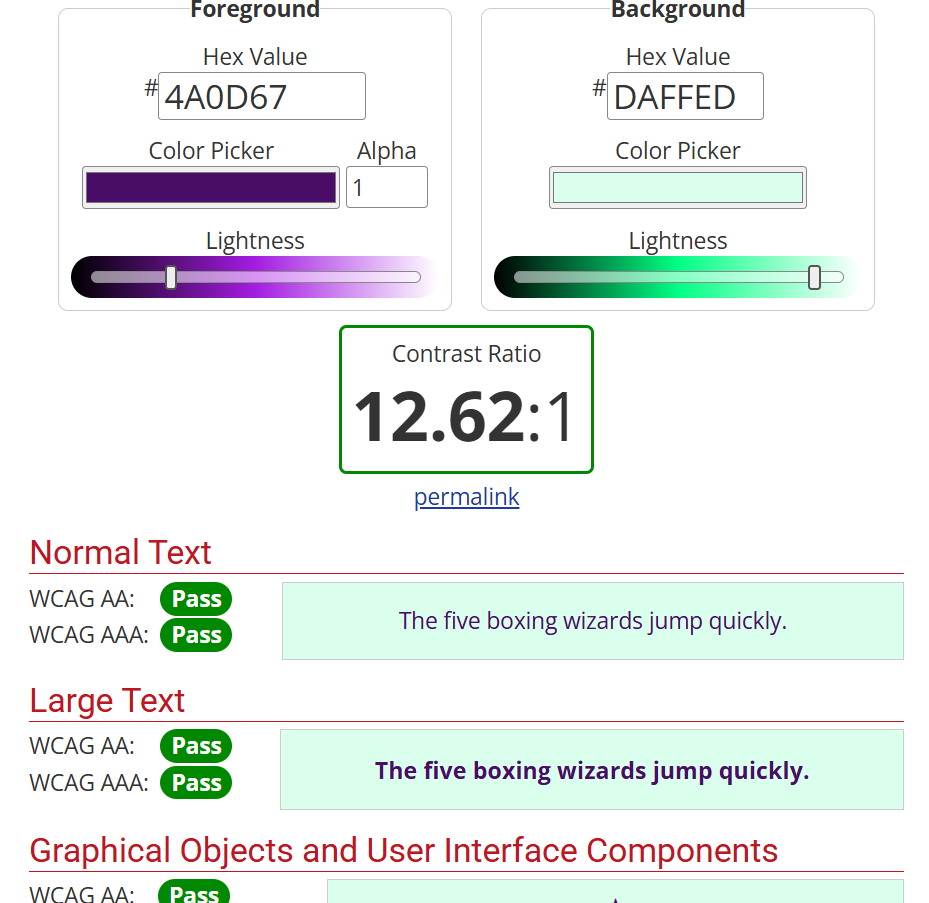 Foreground
Background
Hex Value
Hex Value
#4A0D67
#DAFFED
Color Picker
Alpha
Color Picker
1
Lightness
Lightness
Contrast Ratio
12.62:1
permalink
Normal Text
WCAG AA: Pass
WCAG AAA: Pass
The five boxing wizards jump quickly.
Large Text
WCAG AA: Pass
WCAG AAA: Pass
The five boxing wizards jump quickly.
Graphical Objects and User Interface Components
WCAG AA: Pass